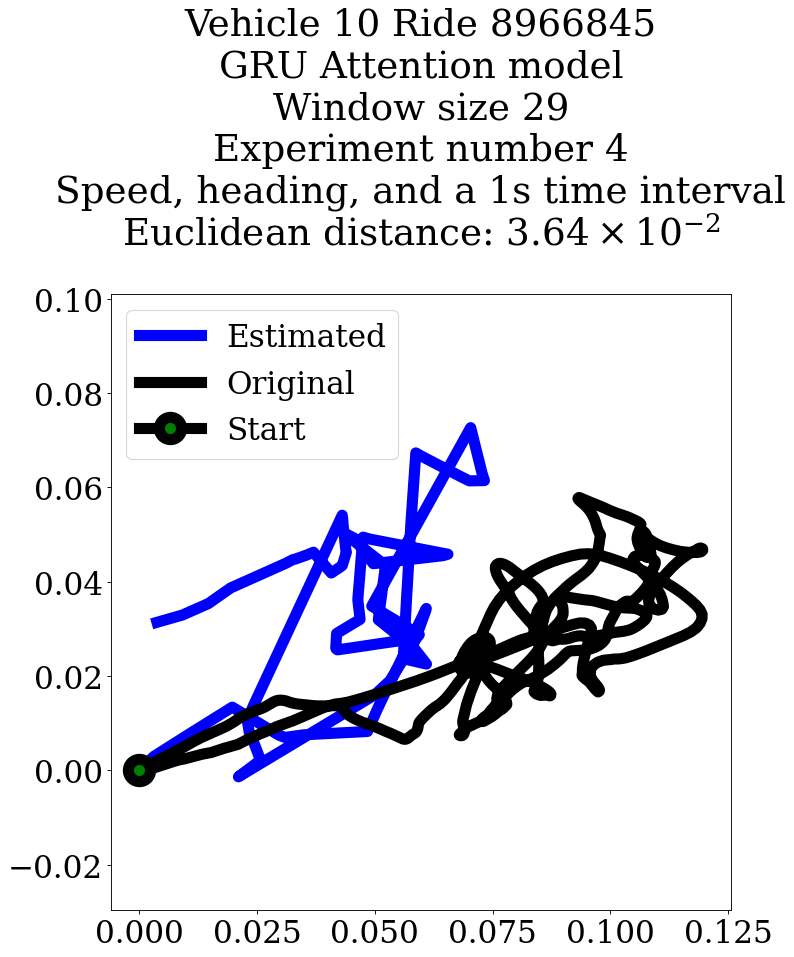 Vehicle 10 Ride 8966845
GRU Attention model
Window size 29
Experiment number 4
Speed, heading, and a 1s time interval
Euclidean distance: 3.64 × 10⁻²
0.10
0.08
0.06
0.04
0.02
0.00
−0.02
Estimated
Original
Start
0.000 0.025 0.050 0.075 0.100 0.125